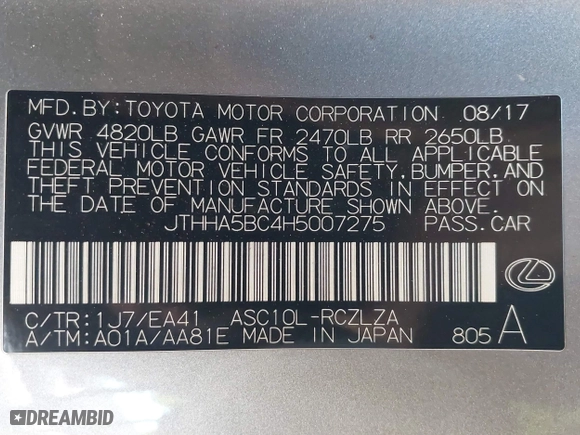 MFD. BY: TOYOTA MOTOR CORPORATION 08/17
GVWR 4820LB GAWR FR 2470LB RR 2650LB
THIS VEHICLE CONFORMS TO ALL APPLICABLE
FEDERAL MOTOR VEHICLE SAFETY, BUMPER, AND
THEFT PREVENTION STANDARDS IN EFFECT
ON THE DATE OF MANUFACTURE SHOWN ABOVE.
JTHHA5BC4H5007275 PASS. CAR
C/TR: 1J7/EA41 ASC10L-RCZLZA
A/TM: A01A/AA81E MADE IN JAPAN 805 A
DREAMBID